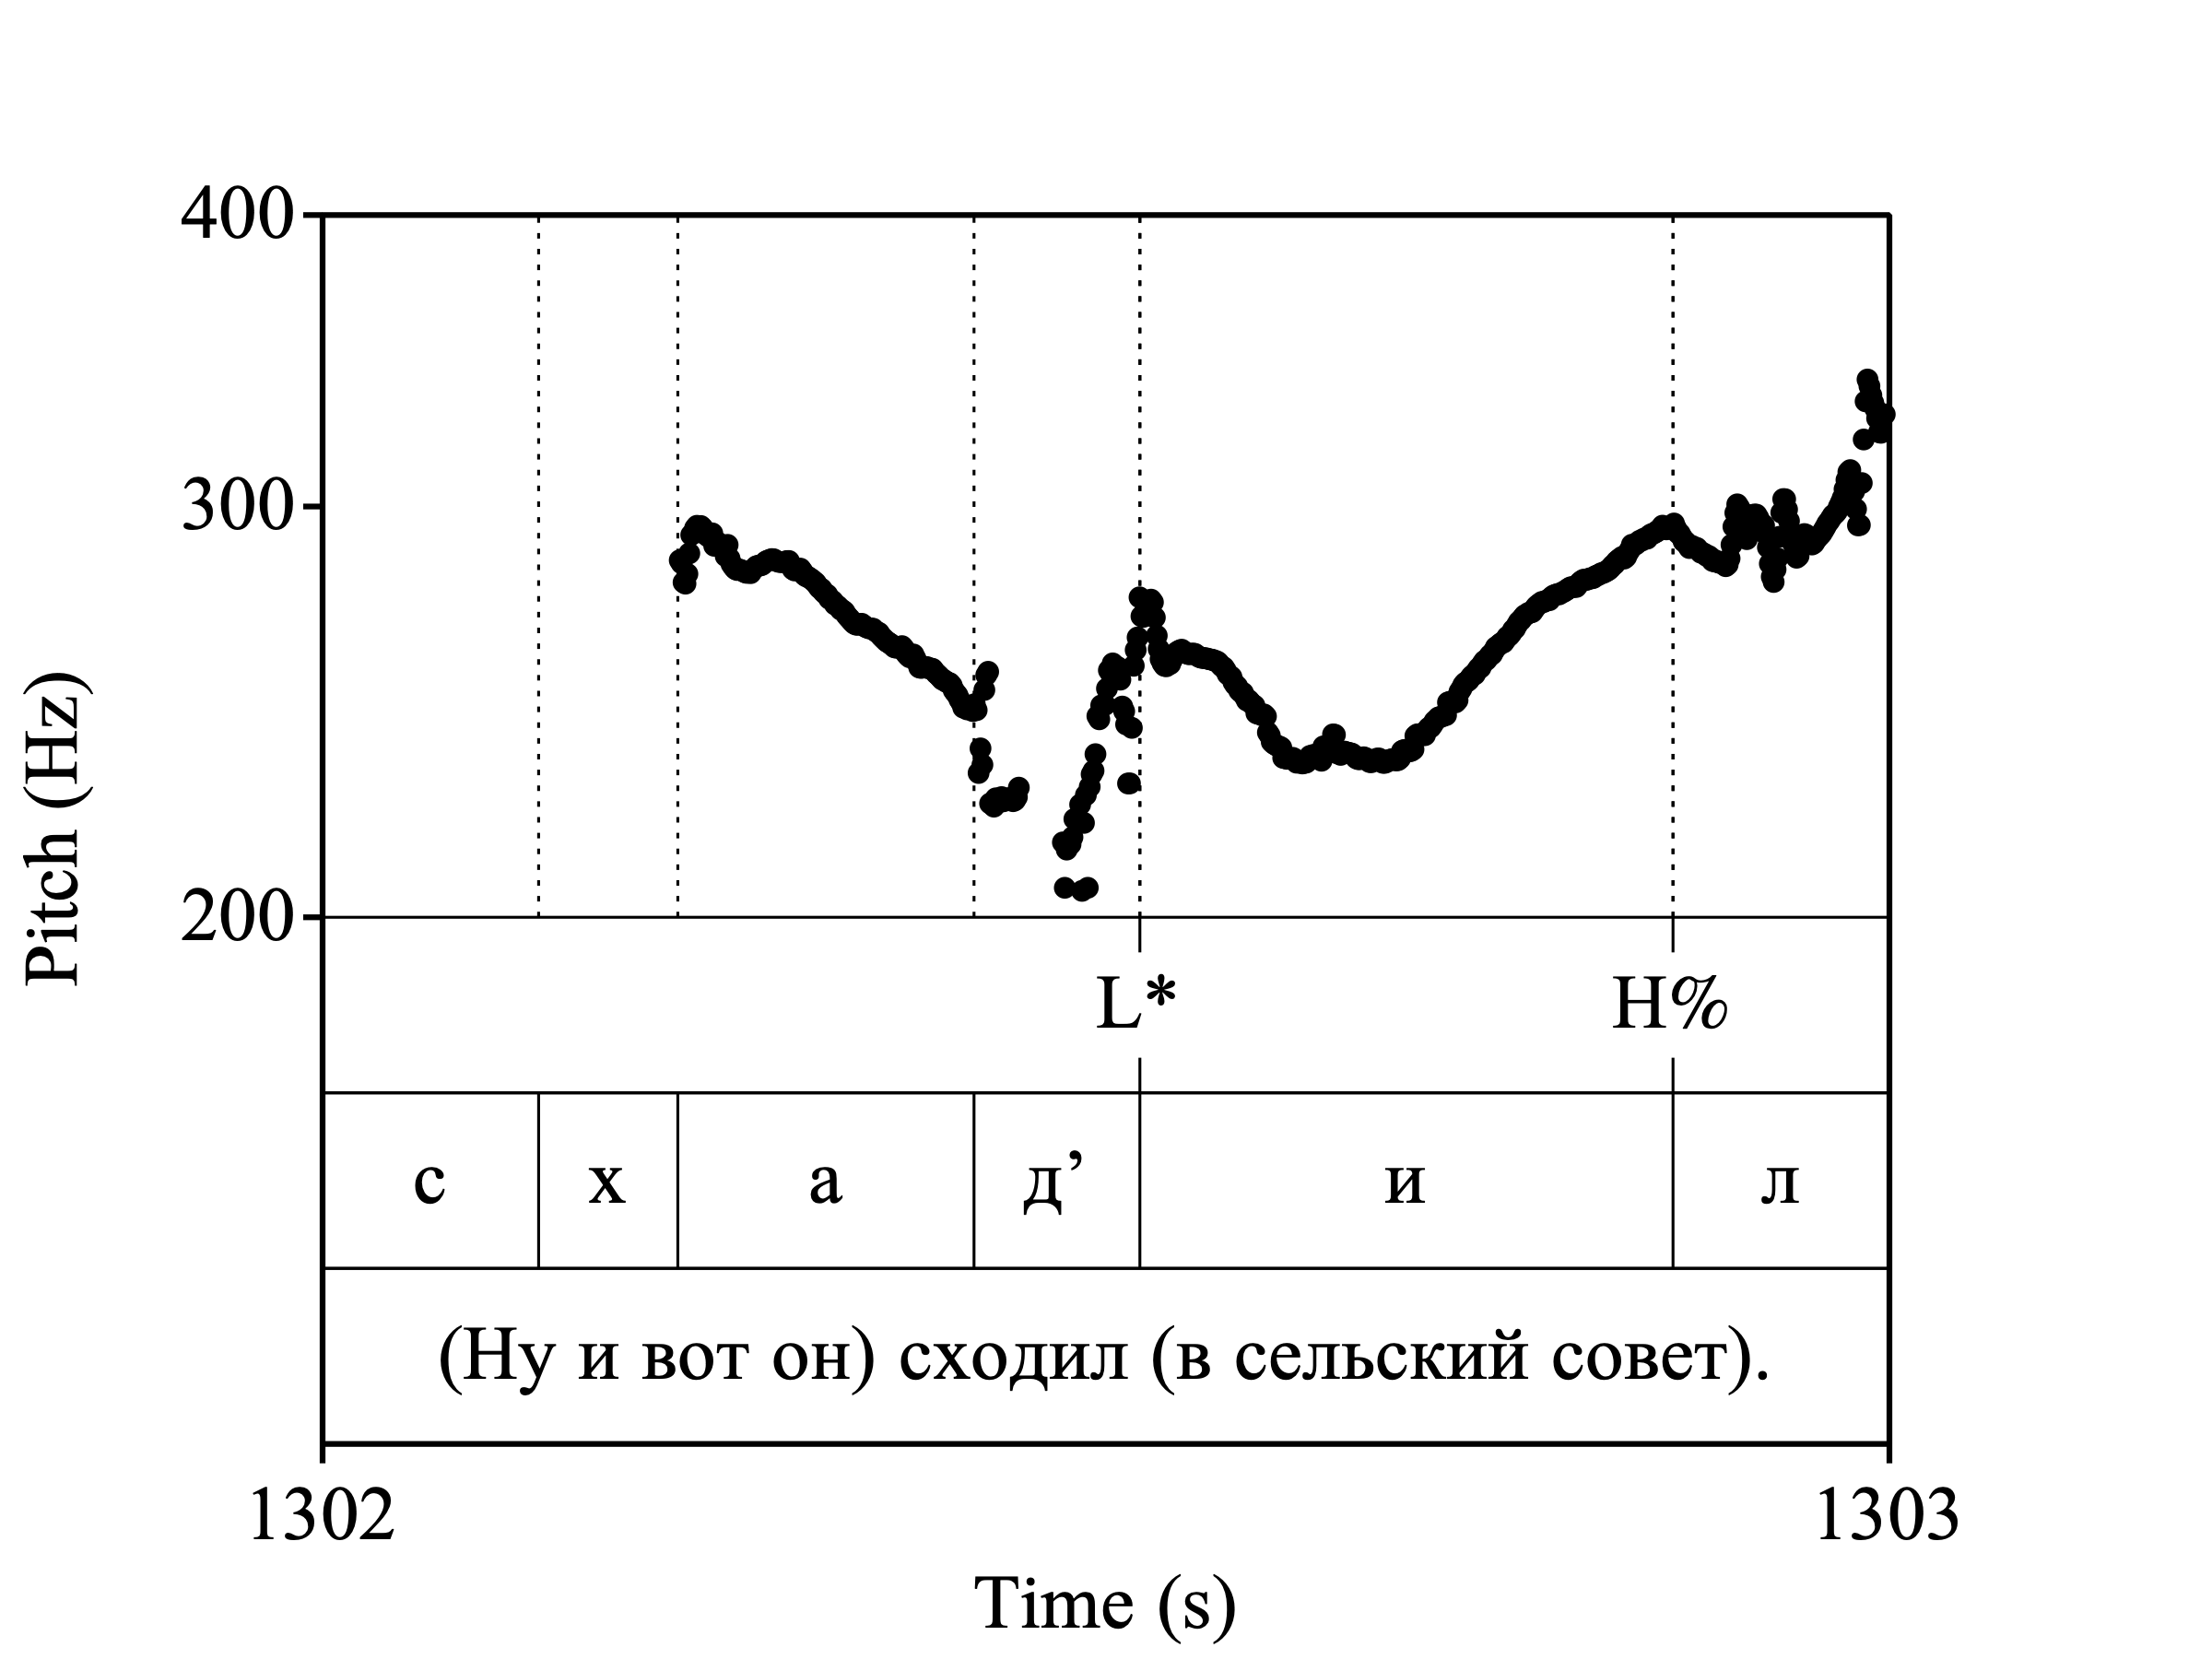 400
300
200
Pitch (Hz)
L* H%
с х а д’ и л
(Ну и вот он) сходил (в сельский совет).
1302 1303
Time (s)